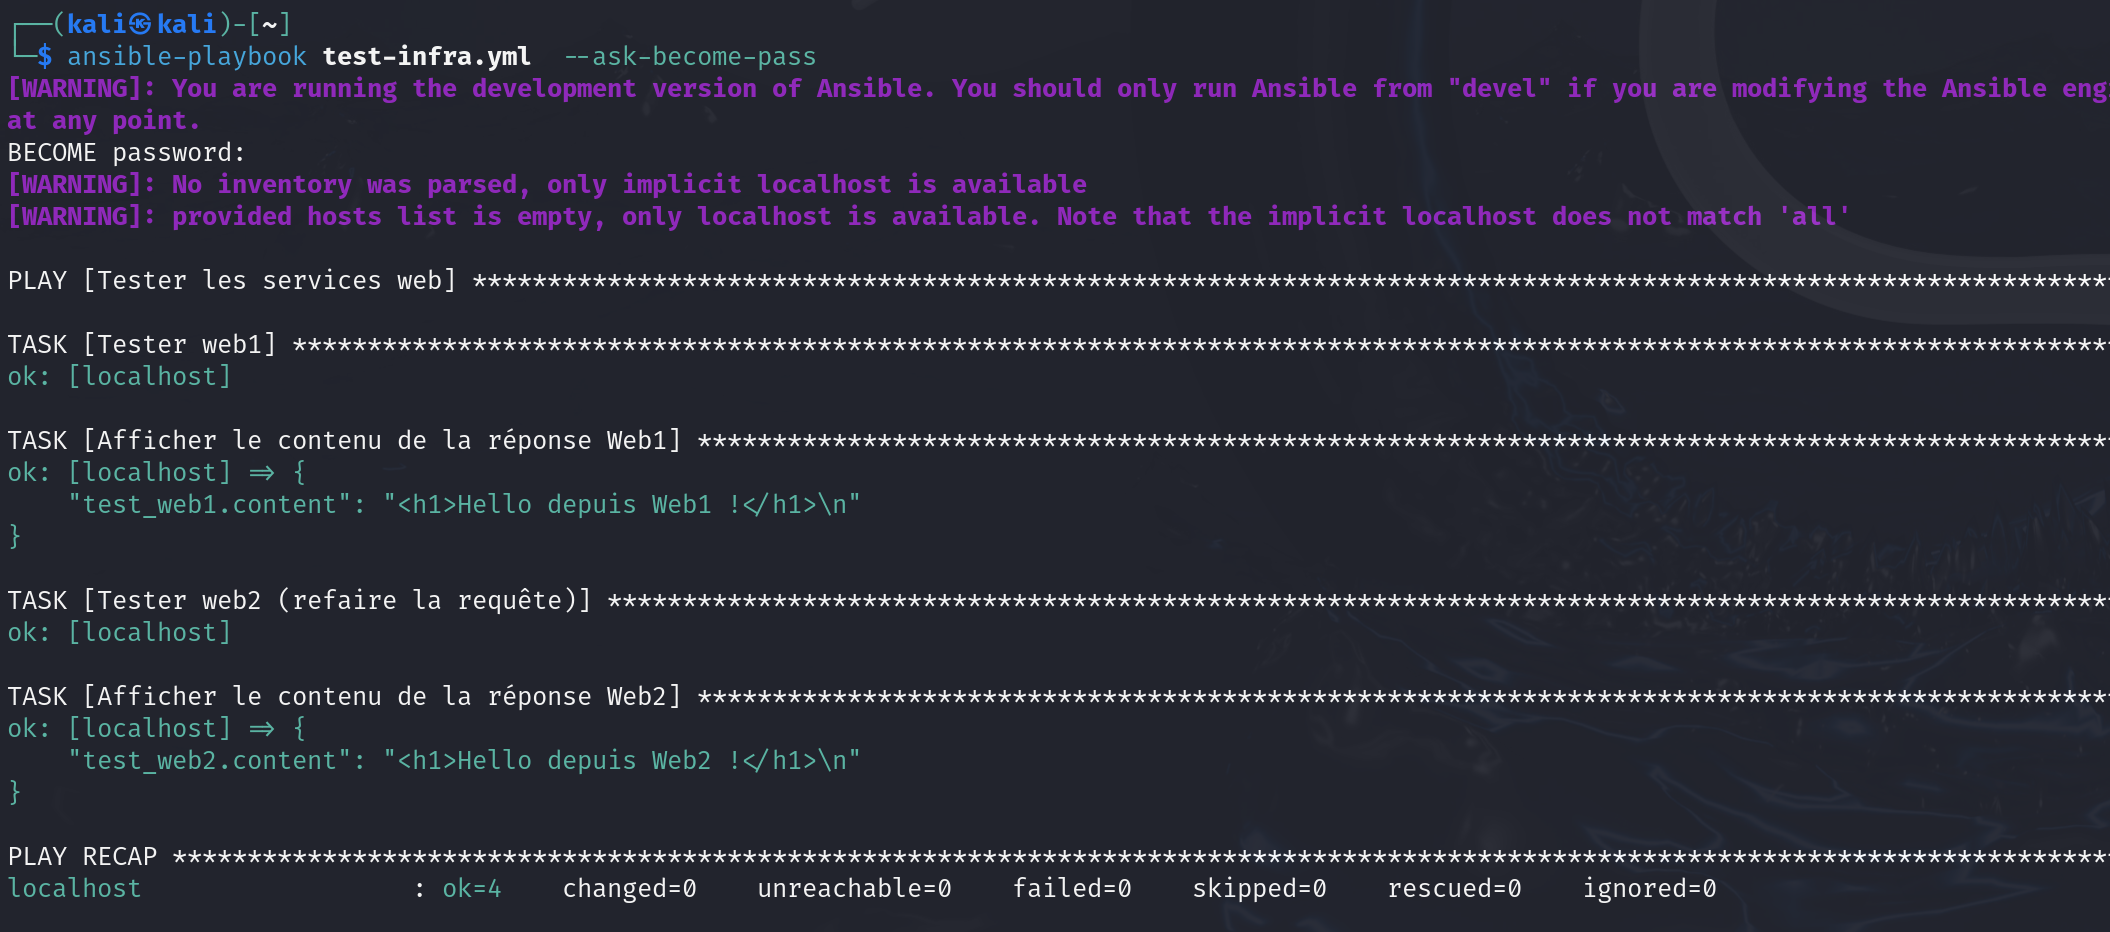 ┌──(kali㉿kali)-[~]
└─$ ansible-playbook test-infra.yml  --ask-become-pass
[WARNING]: You are running the development version of Ansible. You should only run Ansible from "devel" if you are modifying the Ansible eng
at any point.
BECOME password:
[WARNING]: No inventory was parsed, only implicit localhost is available
[WARNING]: provided hosts list is empty, only localhost is available. Note that the implicit localhost does not match 'all'
PLAY [Tester les services web] *************************************************************************************************************
TASK [Tester web1] *************************************************************************************************************************
ok: [localhost]
TASK [Afficher le contenu de la réponse Web1] **********************************************************************************************
ok: [localhost] => {
    "test_web1.content": "<h1>Hello depuis Web1 !</h1>\n"
}
TASK [Tester web2 (refaire la requête)] ****************************************************************************************************
ok: [localhost]
TASK [Afficher le contenu de la réponse Web2] **********************************************************************************************
ok: [localhost] => {
    "test_web2.content": "<h1>Hello depuis Web2 !</h1>\n"
}
PLAY RECAP *********************************************************************************************************************************
localhost                  : ok=4    changed=0    unreachable=0    failed=0    skipped=0    rescued=0    ignored=0